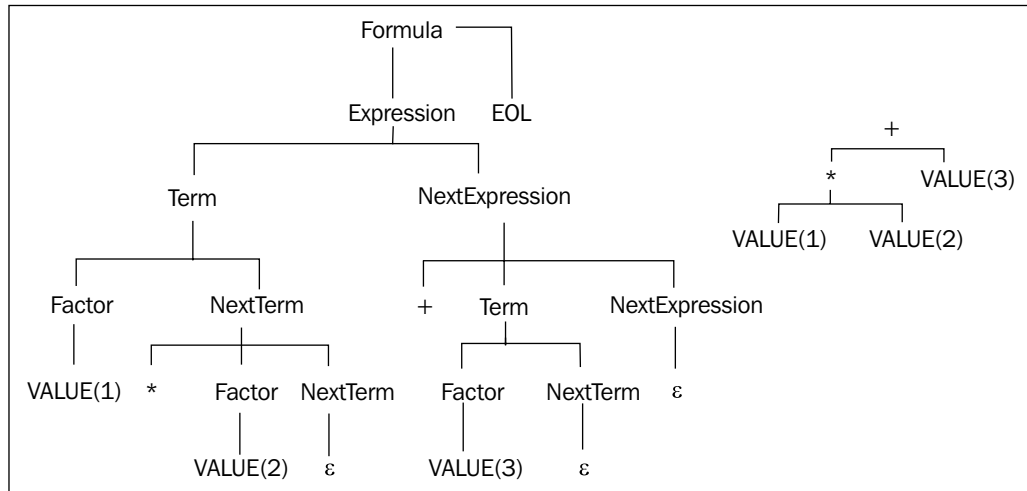 Formula
Expression EOL
+
Term NextExpression * VALUE(3)
VALUE(1) VALUE(2)
Factor NextTerm + Term NextExpression
VALUE(1) * Factor NextTerm Factor NextTerm ε
VALUE(2) ε VALUE(3) ε